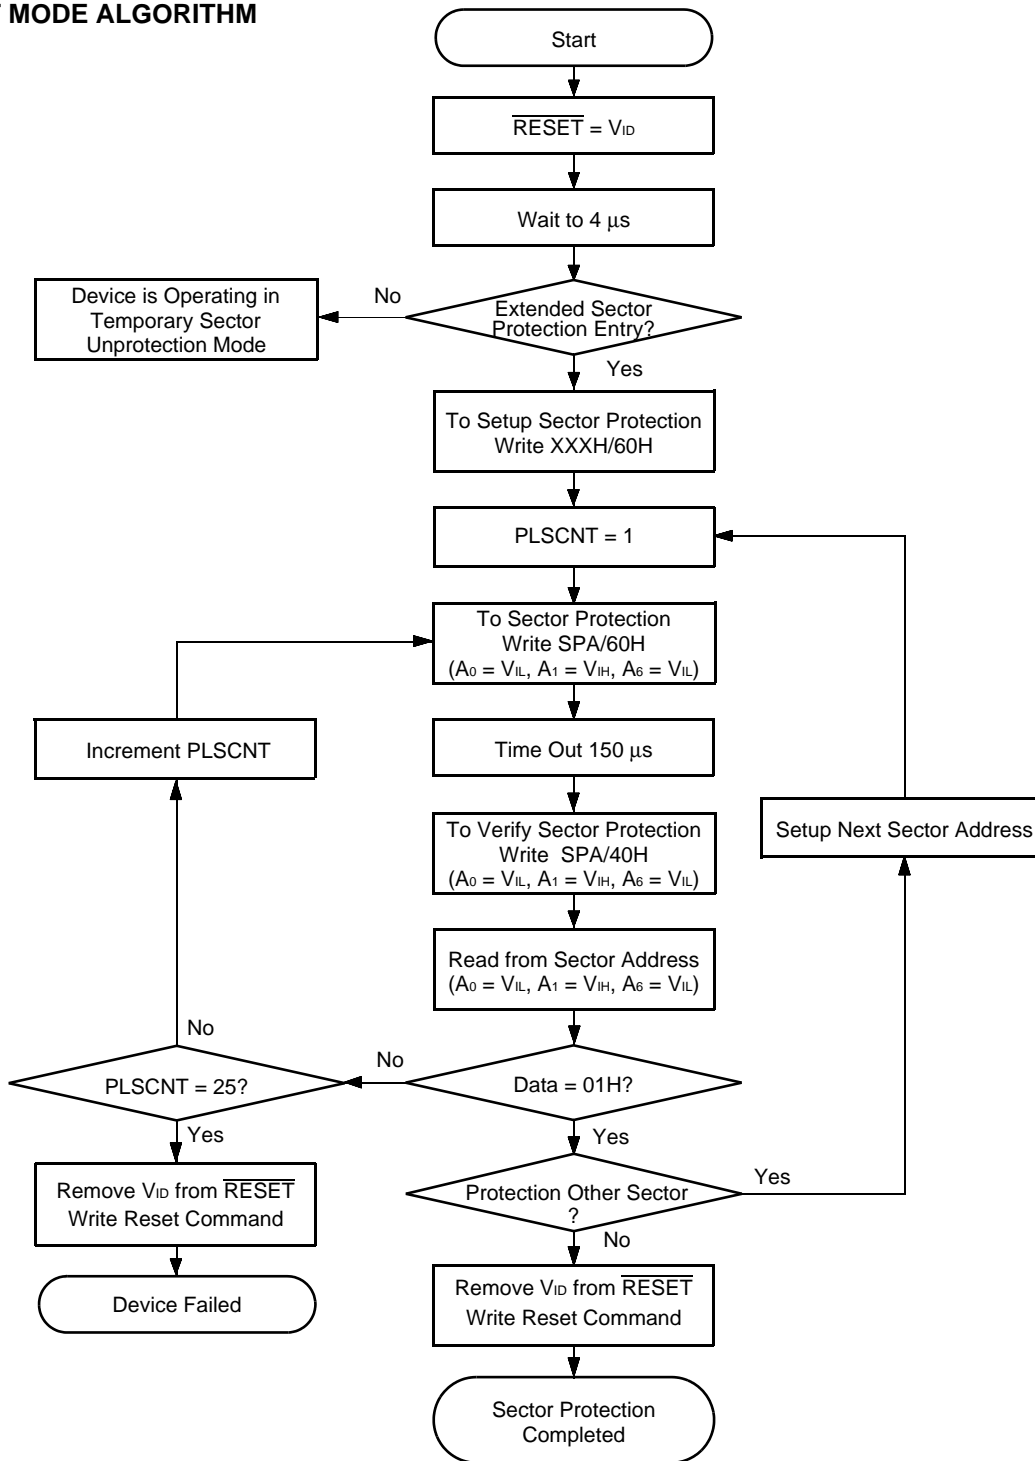 MODE ALGORITHM
Start
RESET = VID
Wait to 4 µs
No
Device is Operating in
Temporary Sector
Unprotection Mode
Extended Sector
Protection Entry?
Yes
To Setup Sector Protection
Write XXXH/60H
PLSCNT = 1
To Sector Protection
Write SPA/60H
(A0 = VIL, A1 = VIH, A6 = VIL)
Increment PLSCNT
Time Out 150 µs
To Verify Sector Protection
Write SPA/40H
(A0 = VIL, A1 = VIH, A6 = VIL)
Setup Next Sector Address
Read from Sector Address
(A0 = VIL, A1 = VIH, A6 = VIL)
No
PLSCNT = 25?
No
Data = 01H?
Yes
Yes
Remove VID from RESET
Write Reset Command
Protection Other Sector
?
Yes
No
Device Failed
Remove VID from RESET
Write Reset Command
Sector Protection
Completed